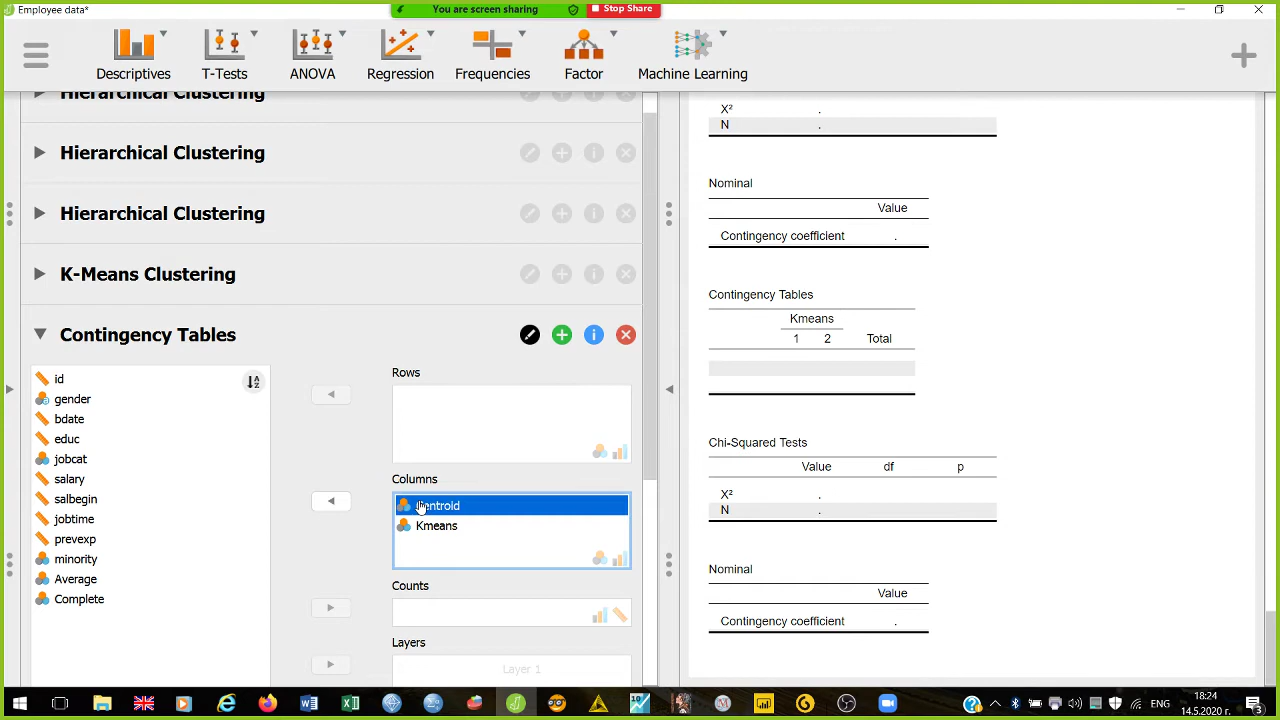 Employee data*
You are screen sharing
Stop Share
Descriptives
T-Tests
ANOVA
Regression
Frequencies
Factor
Machine Learning
Hierarchical Clustering
Hierarchical Clustering
Hierarchical Clustering
K-Means Clustering
Contingency Tables
id
gender
bdate
educ
jobcat
salary
salbegin
jobtime
prevexp
minority
Average
Complete
Rows
Columns
Kmeans
Counts
Layers
Layer 1
X² .
N .
Nominal
Value
Contingency coefficient .
Contingency Tables
Kmeans
1 2 Total
Chi-Squared Tests
Value df p
X² .
N .
Nominal
Value
Contingency coefficient .
ENG
18:24
14.5.2020 г.